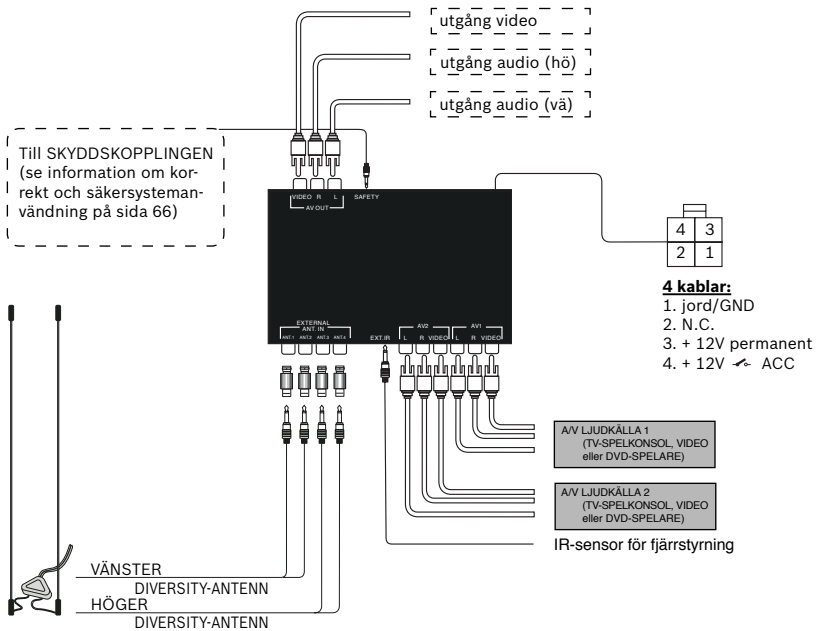 utgång video
utgång audio (hö)
utgång audio (vä)
Till SKYDDSKOPPLINGEN
(se information om kor-
rekt och säkersysteman-
vändning på sida 66)
VIDEO R L
AV OUT
SAFETY
4 3
2 1
4 kablar:
1. jord/GND
2. N.C.
3. + 12V permanent
4. + 12V ACC
EXTERNAL
ANT. IN
ANT.1 ANT.2 ANT.3 ANT.4
EXT.IR
AV2
L R VIDEO
AV1
L R VIDEO
A/V LJUDKÄLLA 1
(TV-SPELKONSOL, VIDEO
eller DVD-SPELARE)
A/V LJUDKÄLLA 2
(TV-SPELKONSOL, VIDEO
eller DVD-SPELARE)
IR-sensor för fjärrstyrning
VÄNSTER
DIVERSITY-ANTENN
HÖGER
DIVERSITY-ANTENN